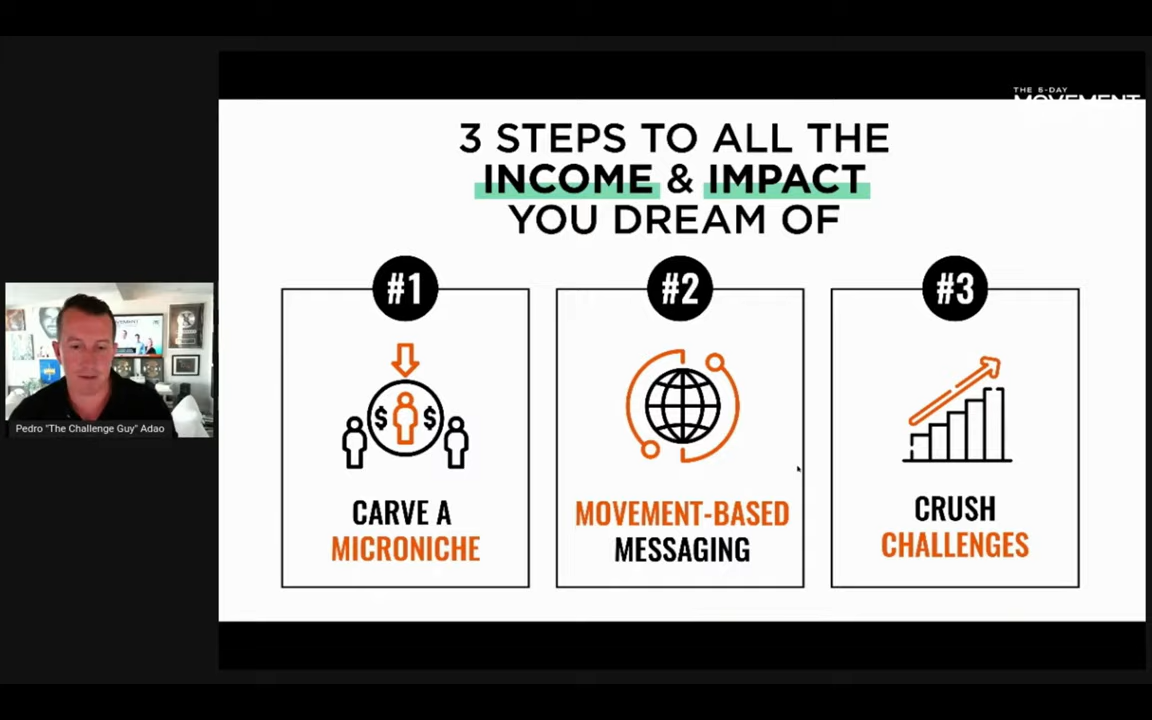 THE 5-DAY
MOVEMENT
3 STEPS TO ALL THE
INCOME & IMPACT
YOU DREAM OF
#1
#2
#3
$ $
CARVE A
MICRONICHE
MOVEMENT-BASED
MESSAGING
CRUSH
CHALLENGES
Pedro "The Challenge Guy" Adao